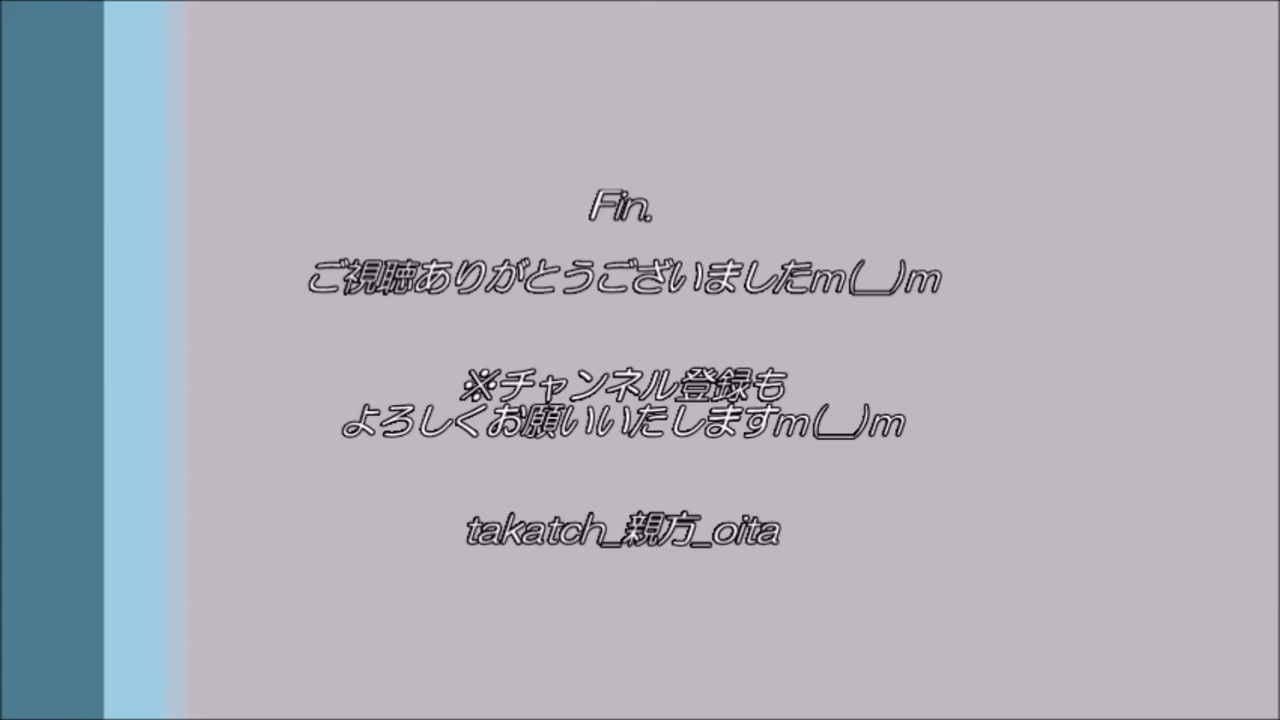 Fin.
ご視聴ありがとうございましたm(__)m
※チャンネル登録も
よろしくお願いいたしますm(__)m
takatch_親方_oita